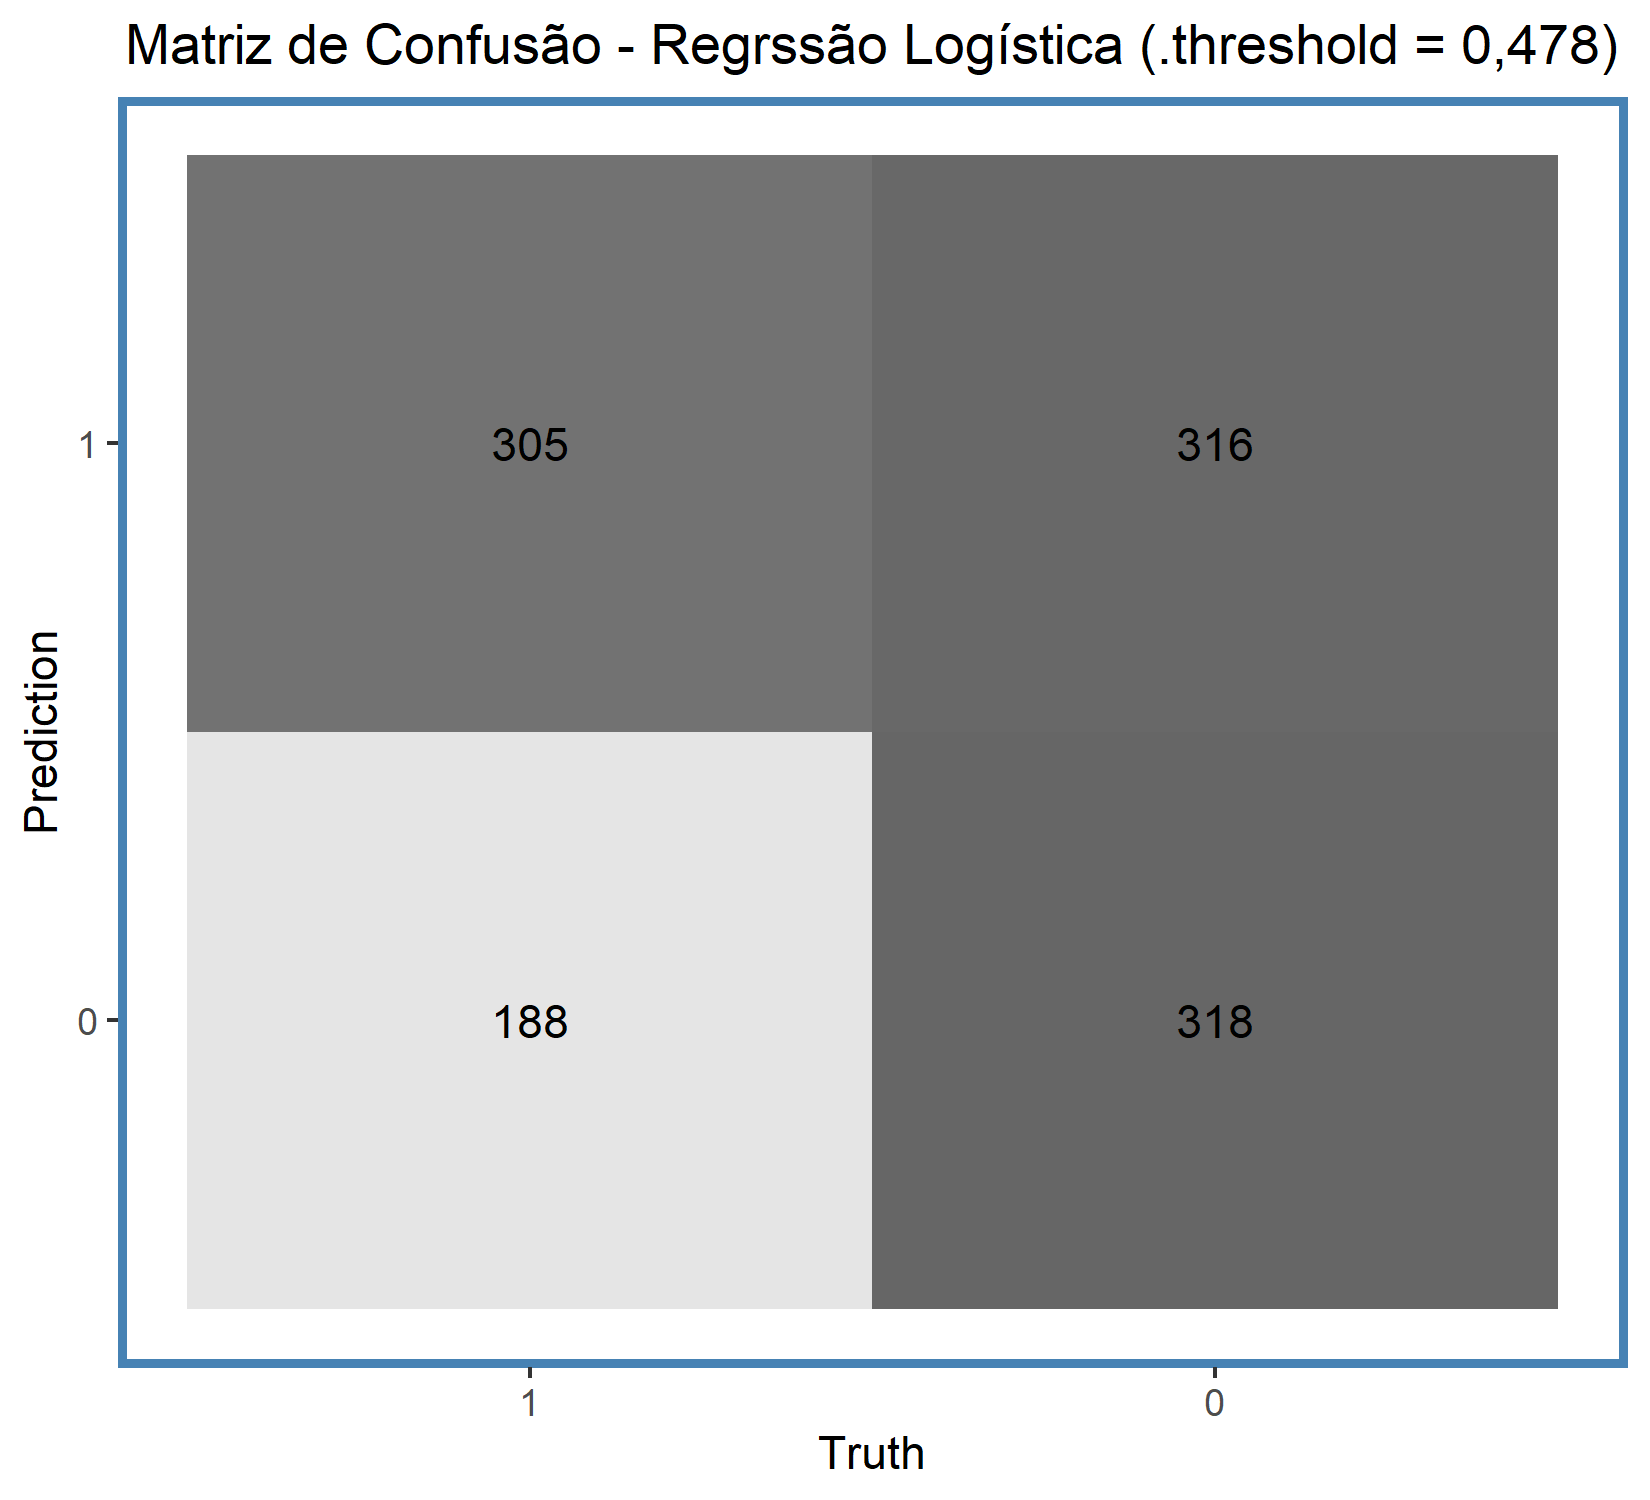 Matriz de Confusão - Regrssão Logística (.threshold = 0,478)
Prediction
1
305
316
0
188
318
1
0
Truth